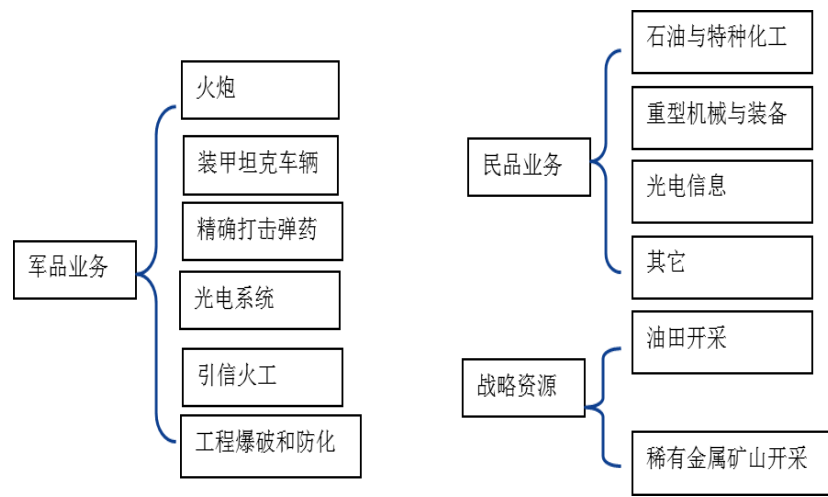 军品业务
火炮
装甲坦克车辆
精确打击弹药
光电系统
引信火工
工程爆破和防化
民品业务
石油与特种化工
重型机械与装备
光电信息
其它
战略资源
油田开采
稀有金属矿山开采